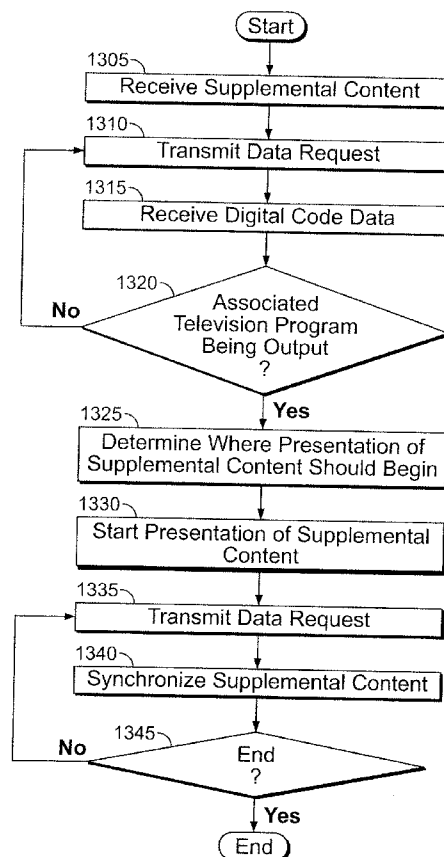 Start
1305
Receive Supplemental Content
1310
Transmit Data Request
1315
Receive Digital Code Data
1320
No
Associated
Television Program
Being Output
?
Yes
1325
Determine Where Presentation of
Supplemental Content Should Begin
1330
Start Presentation of Supplemental
Content
1335
Transmit Data Request
1340
Synchronize Supplemental Content
1345
No
End
?
Yes
End